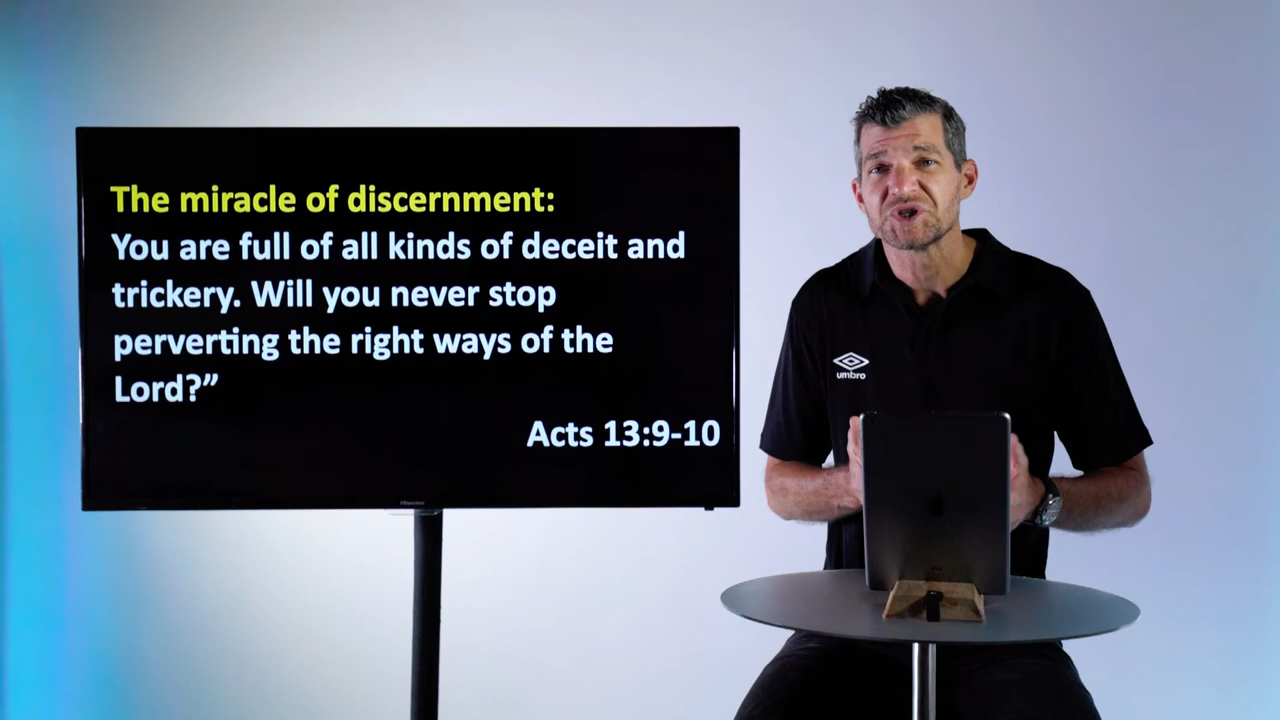 The miracle of discernment:
You are full of all kinds of deceit and
trickery. Will you never stop
perverting the right ways of the
Lord?”
Acts 13:9-10
Hisense
umbro